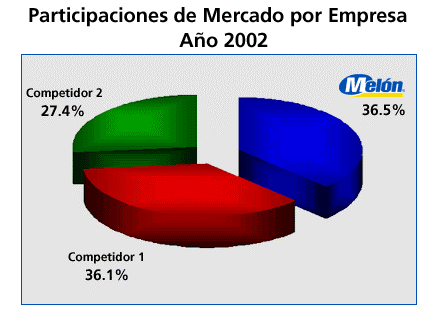 Participaciones de Mercado por Empresa
Año 2002
Competidor 2
27.4%
Melón
36.5%
Competidor 1
36.1%